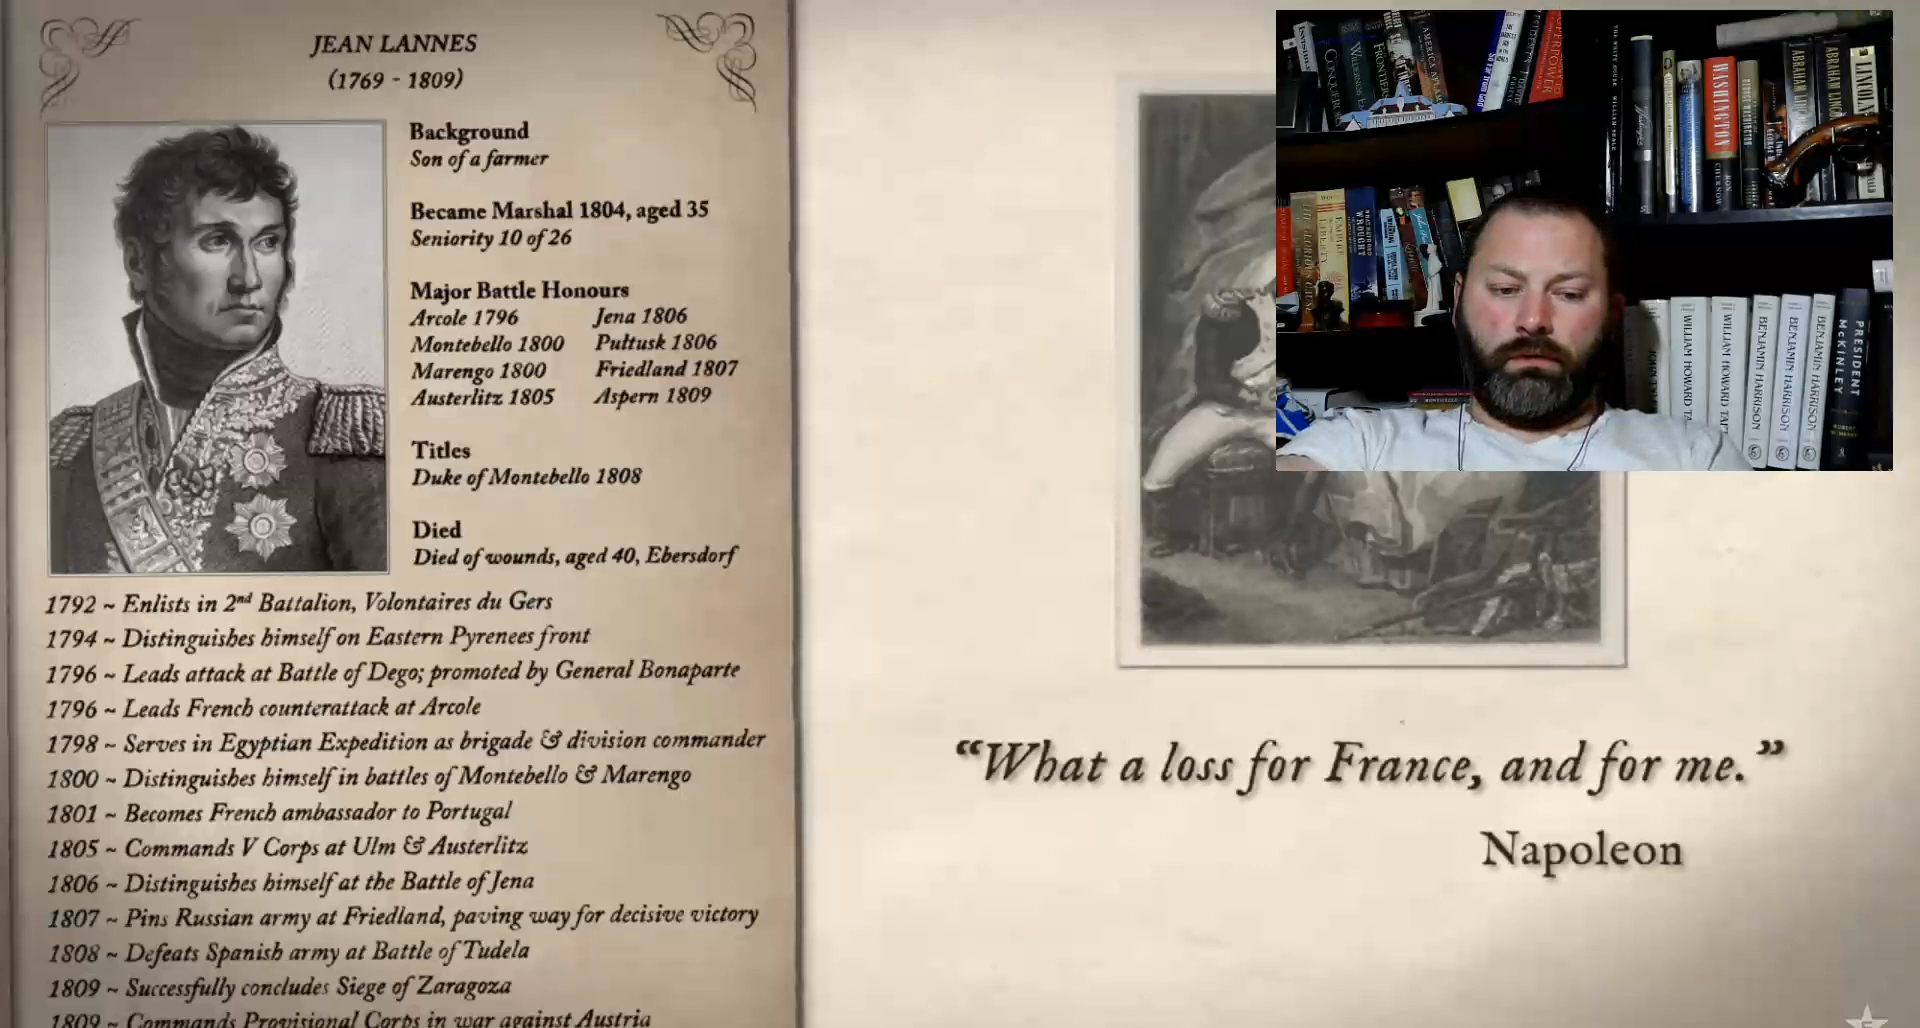 JEAN LANNES
(1769 - 1809)
Background
Son of a farmer
Became Marshal 1804, aged 35
Seniority 10 of 26
Major Battle Honours
Arcole 1796
Jena 1806
Montebello 1800
Pułtusk 1806
Marengo 1800
Friedland 1807
Austerlitz 1805
Aspern 1809
Titles
Duke of Montebello 1808
Died
Died of wounds, aged 40, Ebersdorf
1792 ~ Enlists in 2nd Battalion, Volontaires du Gers
1794 ~ Distinguishes himself on Eastern Pyrenees front
1796 ~ Leads attack at Battle of Dego; promoted by General Bonaparte
1796 ~ Leads French counterattack at Arcole
1798 ~ Serves in Egyptian Expedition as brigade & division commander
1800 ~ Distinguishes himself in battles of Montebello & Marengo
1801 ~ Becomes French ambassador to Portugal
1805 ~ Commands V Corps at Ulm & Austerlitz
1806 ~ Distinguishes himself at the Battle of Jena
1807 ~ Pins Russian army at Friedland, paving way for decisive victory
1808 ~ Defeats Spanish army at Battle of Tudela
1809 ~ Successfully concludes Siege of Zaragoza
1809 ~ Commands Provisional Corps in war against Austria
“What a loss for France, and for me.”
Napoleon
WASHINGTON
RON CHERNOW
ABRAHAM
ABRAHAM
LINCOLN
WILLIAM HOWARD TA
WILLIAM HOWARD TAF
BENJAMIN HARRISON
BENJAMIN HARRISON
BENJAMIN HARRISON
PRESIDENT
McKINLEY